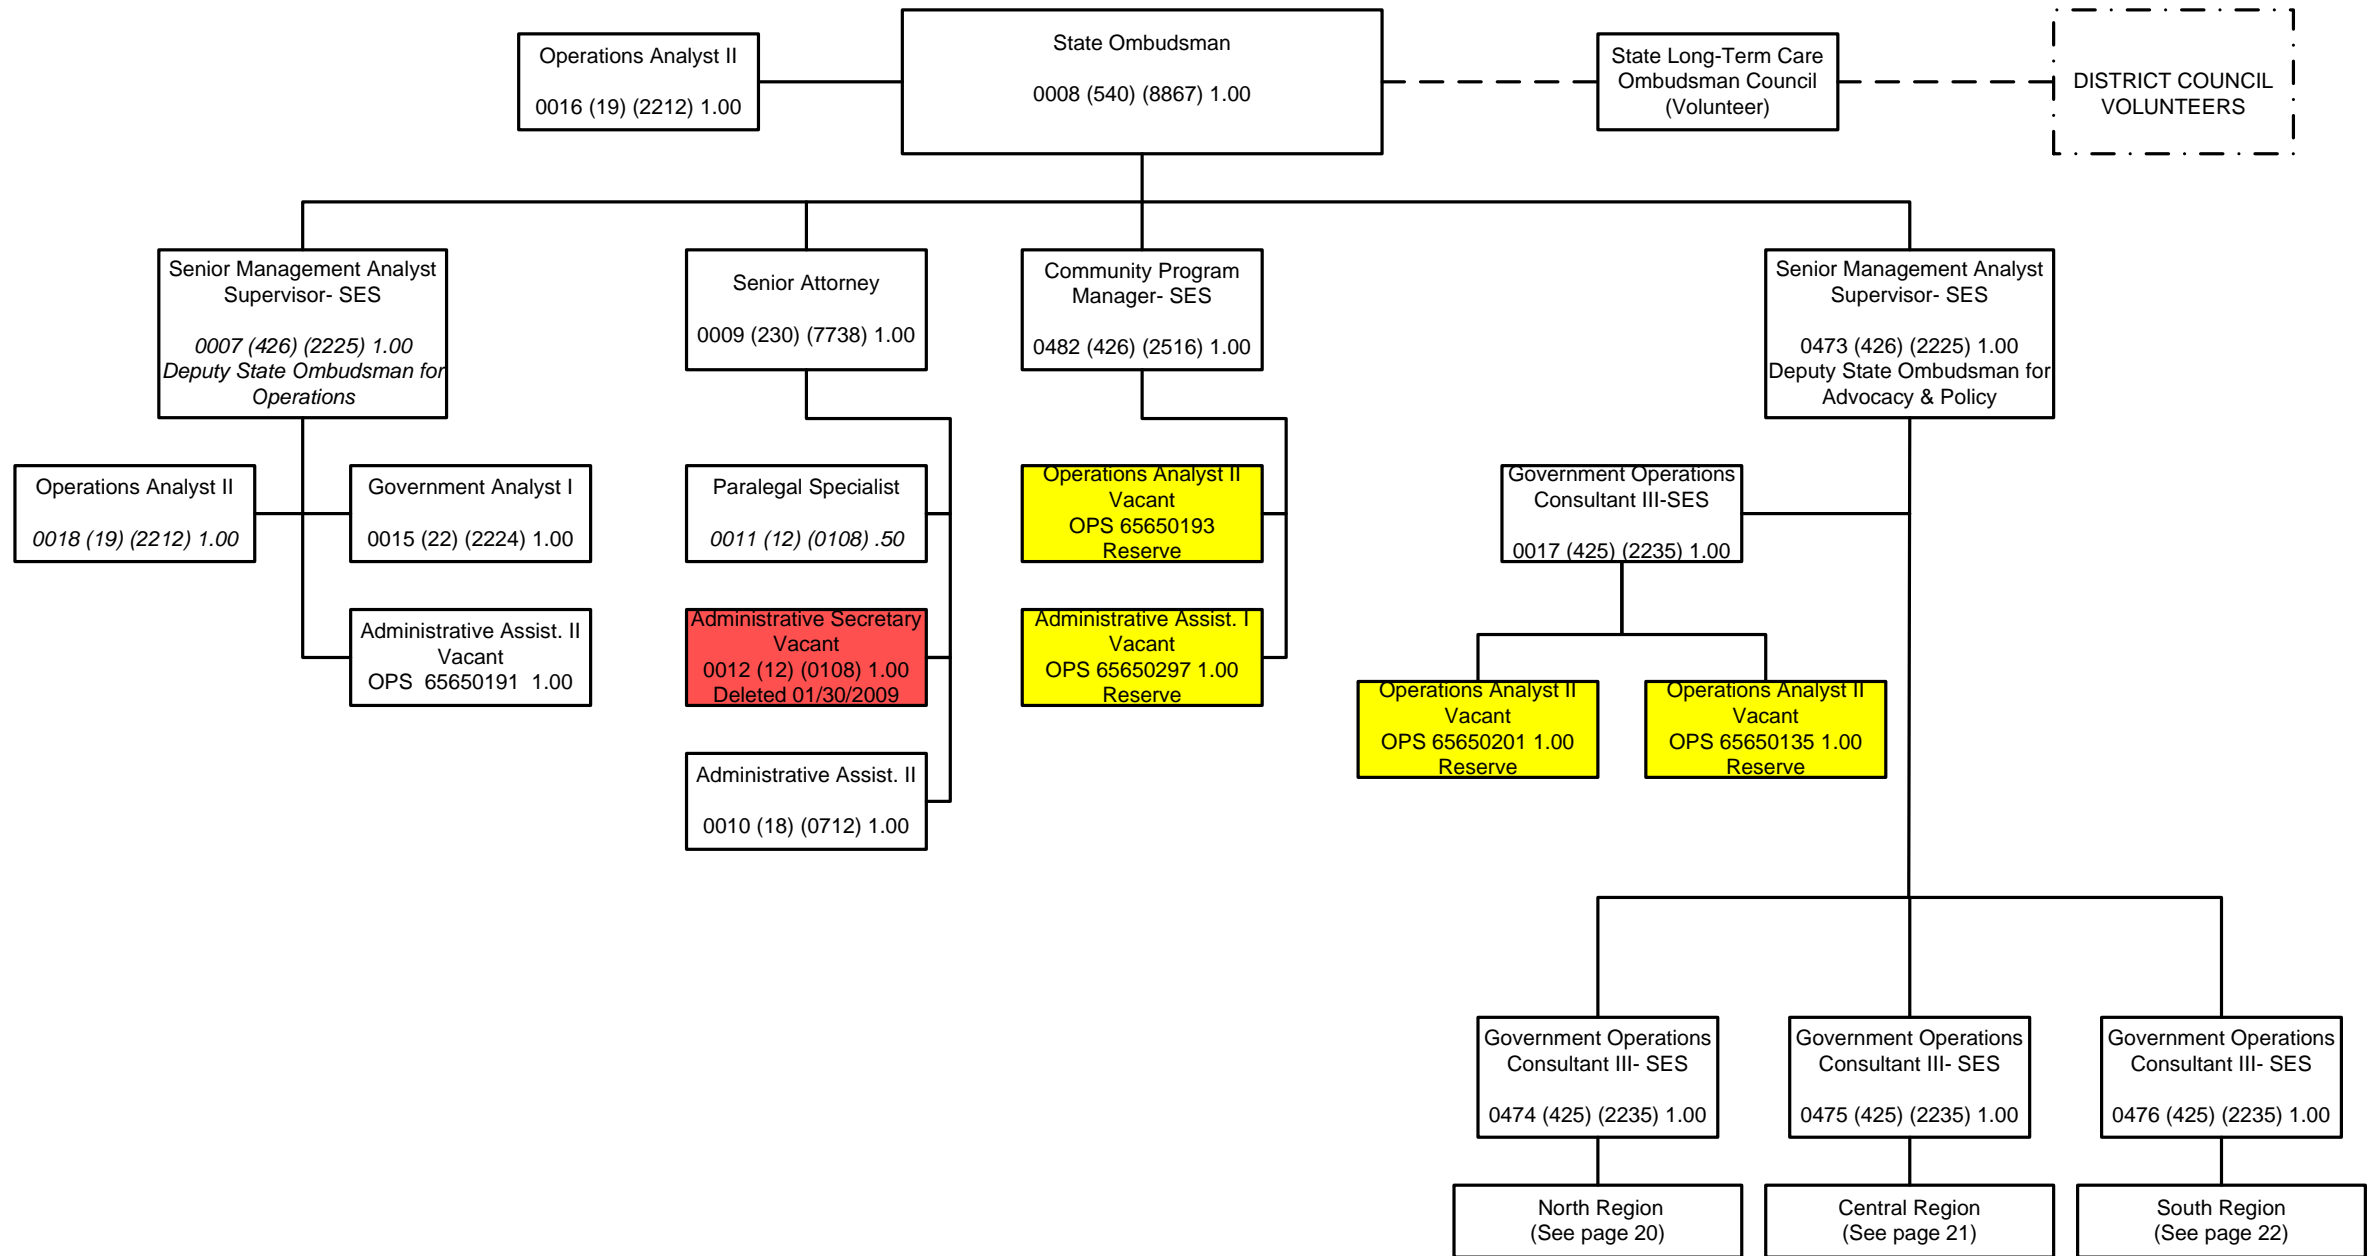 Operations Analyst II
0016 (19) (2212) 1.00
State Ombudsman
0008 (540) (8867) 1.00
State Long-Term Care
Ombudsman Council
(Volunteer)
DISTRICT COUNCIL
VOLUNTEERS
Senior Management Analyst
Supervisor- SES
0007 (426) (2225) 1.00
Deputy State Ombudsman for
Operations
Senior Attorney
0009 (230) (7738) 1.00
Community Program
Manager- SES
0482 (426) (2516) 1.00
Senior Management Analyst
Supervisor- SES
0473 (426) (2225) 1.00
Deputy State Ombudsman for
Advocacy & Policy
Operations Analyst II
0018 (19) (2212) 1.00
Government Analyst I
0015 (22) (2224) 1.00
Paralegal Specialist
0011 (12) (0108) .50
Operations Analyst II
Vacant
OPS 65650193
Reserve
Government Operations
Consultant III-SES
0017 (425) (2235) 1.00
Administrative Assist. II
Vacant
OPS 65650191 1.00
Administrative Secretary
Vacant
0012 (12) (0108) 1.00
Deleted 01/30/2009
Administrative Assist. I
Vacant
OPS 65650297 1.00
Reserve
Operations Analyst II
Vacant
OPS 65650201 1.00
Reserve
Operations Analyst II
Vacant
OPS 65650135 1.00
Reserve
Administrative Assist. II
0010 (18) (0712) 1.00
Government Operations
Consultant III- SES
0474 (425) (2235) 1.00
Government Operations
Consultant III- SES
0475 (425) (2235) 1.00
Government Operations
Consultant III- SES
0476 (425) (2235) 1.00
North Region
(See page 20)
Central Region
(See page 21)
South Region
(See page 22)